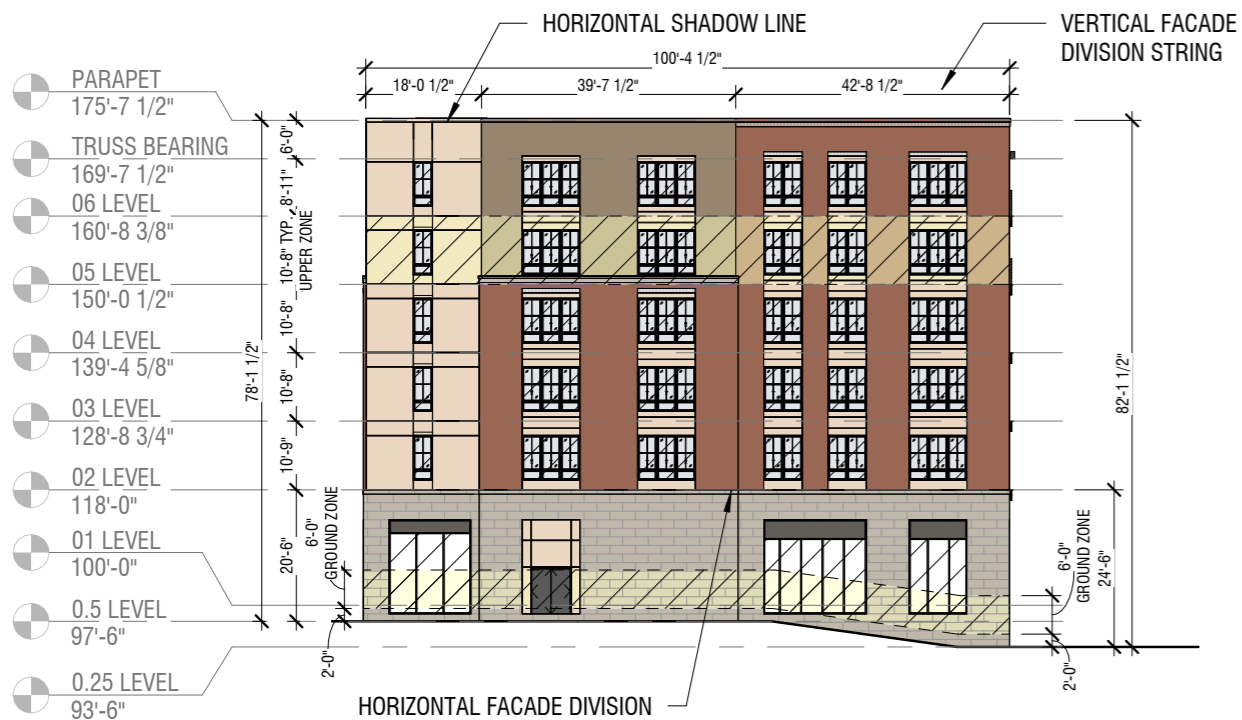 HORIZONTAL SHADOW LINE
VERTICAL FACADE
DIVISION STRING
100'-4 1/2"
18'-0 1/2"
39'-7 1/2"
42'-8 1/2"
PARAPET
175'-7 1/2"
TRUSS BEARING
169'-7 1/2"
06 LEVEL
160'-8 3/8"
05 LEVEL
150'-0 1/2"
04 LEVEL
139'-4 5/8"
03 LEVEL
128'-8 3/4"
02 LEVEL
118'-0"
01 LEVEL
100'-0"
0.5 LEVEL
97'-6"
0.25 LEVEL
93'-6"
78'-1 1/2"
6'-0"
8'-11"
10'-8" TYP.
UPPER ZONE
10'-8"
10'-8"
10'-9"
20'-6"
6'-0"
GROUND ZONE
2'-0"
82'-1 1/2"
6'-0"
GROUND ZONE
24'-6"
2'-0"
HORIZONTAL FACADE DIVISION